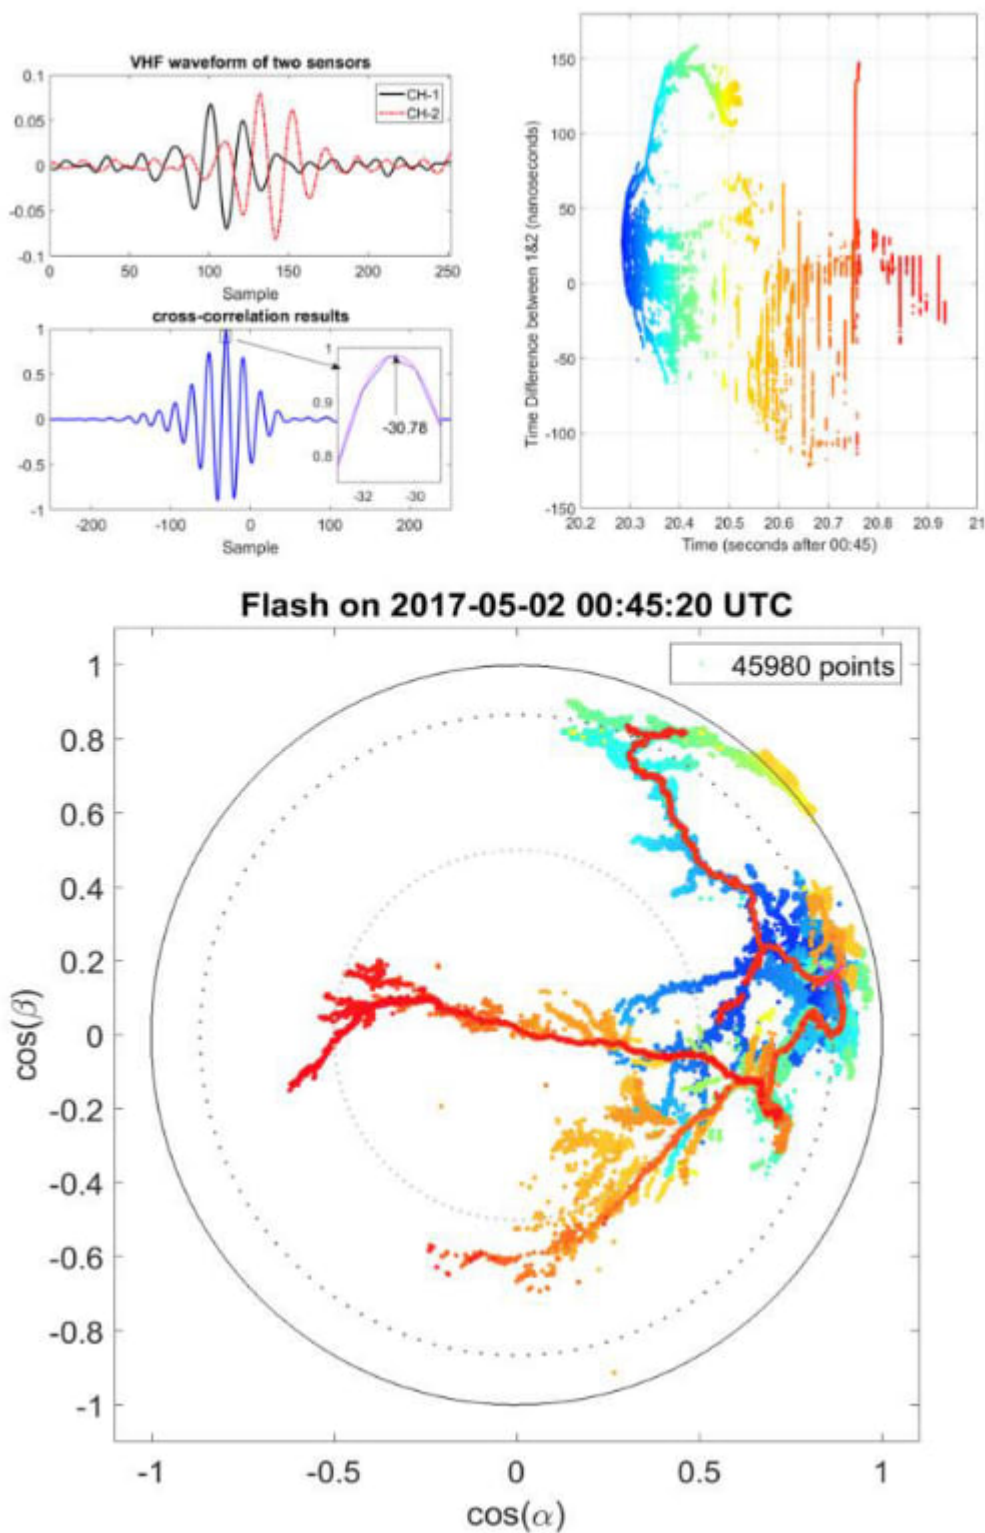 VHF waveform of two sensors
0.1
0.05
0
-0.05
-0.1
CH-1
CH-2
0 50 100 150 200 250
Sample
cross-correlation results
1
0.5
0
-0.5
-1
1
0.9
0.8
-30.78
-32 -30
-200 -100 0 100 200
Sample
Time Difference between 1&2 (nanoseconds)
150
100
50
0
-50
-100
-150
20.2 20.3 20.4 20.5 20.6 20.7 20.8 20.9 21
Time (seconds after 00:45)
Flash on 2017-05-02 00:45:20 UTC
45980 points
cos(β)
1
0.8
0.6
0.4
0.2
0
-0.2
-0.4
-0.6
-0.8
-1
-1 -0.5 0 0.5 1
cos(α)